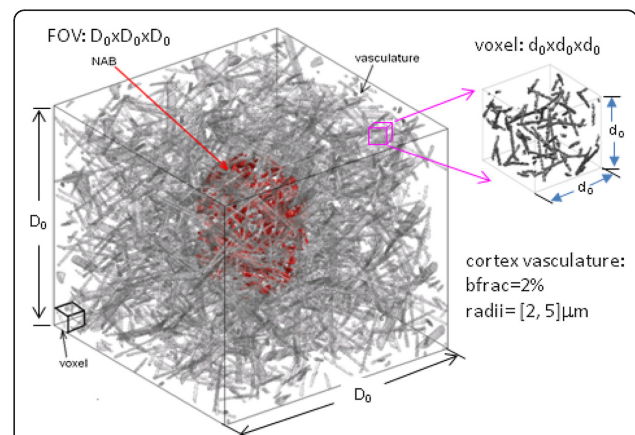 FOV: D₀xD₀xD₀
NAB
vasculature
voxel: d₀xd₀xd₀
D₀
d₀
d₀
cortex vasculature:
bfrac=2%
radii= [2, 5]µm
voxel
D₀